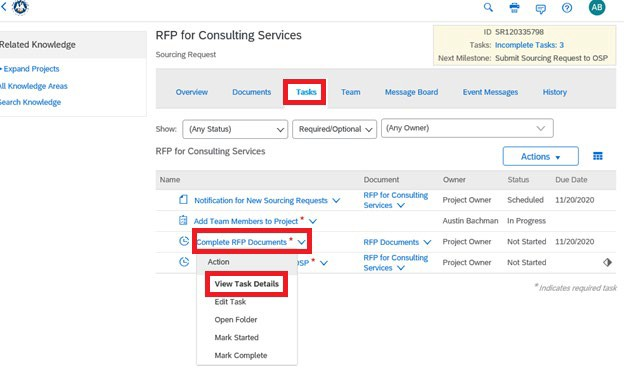 RFP for Consulting Services
Sourcing Request
ID SR120335798
Tasks: Incomplete Tasks: 3
Next Milestone: Submit Sourcing Request to OSP
AB
Related Knowledge
Expand Projects
All Knowledge Areas
Search Knowledge
Overview Documents Tasks Team Message Board Event Messages History
Show: (Any Status) Required/Optional (Any Owner)
RFP for Consulting Services
Actions
Name Document Owner Status Due Date
Notification for New Sourcing Requests RFP for Consulting Services Project Owner Scheduled 11/20/2020
Add Team Members to Project * Austin Bachman In Progress
Complete RFP Documents * RFP Documents Project Owner Not Started 11/20/2020
OSP * RFP for Consulting Services Project Owner Not Started
Action
View Task Details
Edit Task
Open Folder
Mark Started
Mark Complete
* Indicates required task